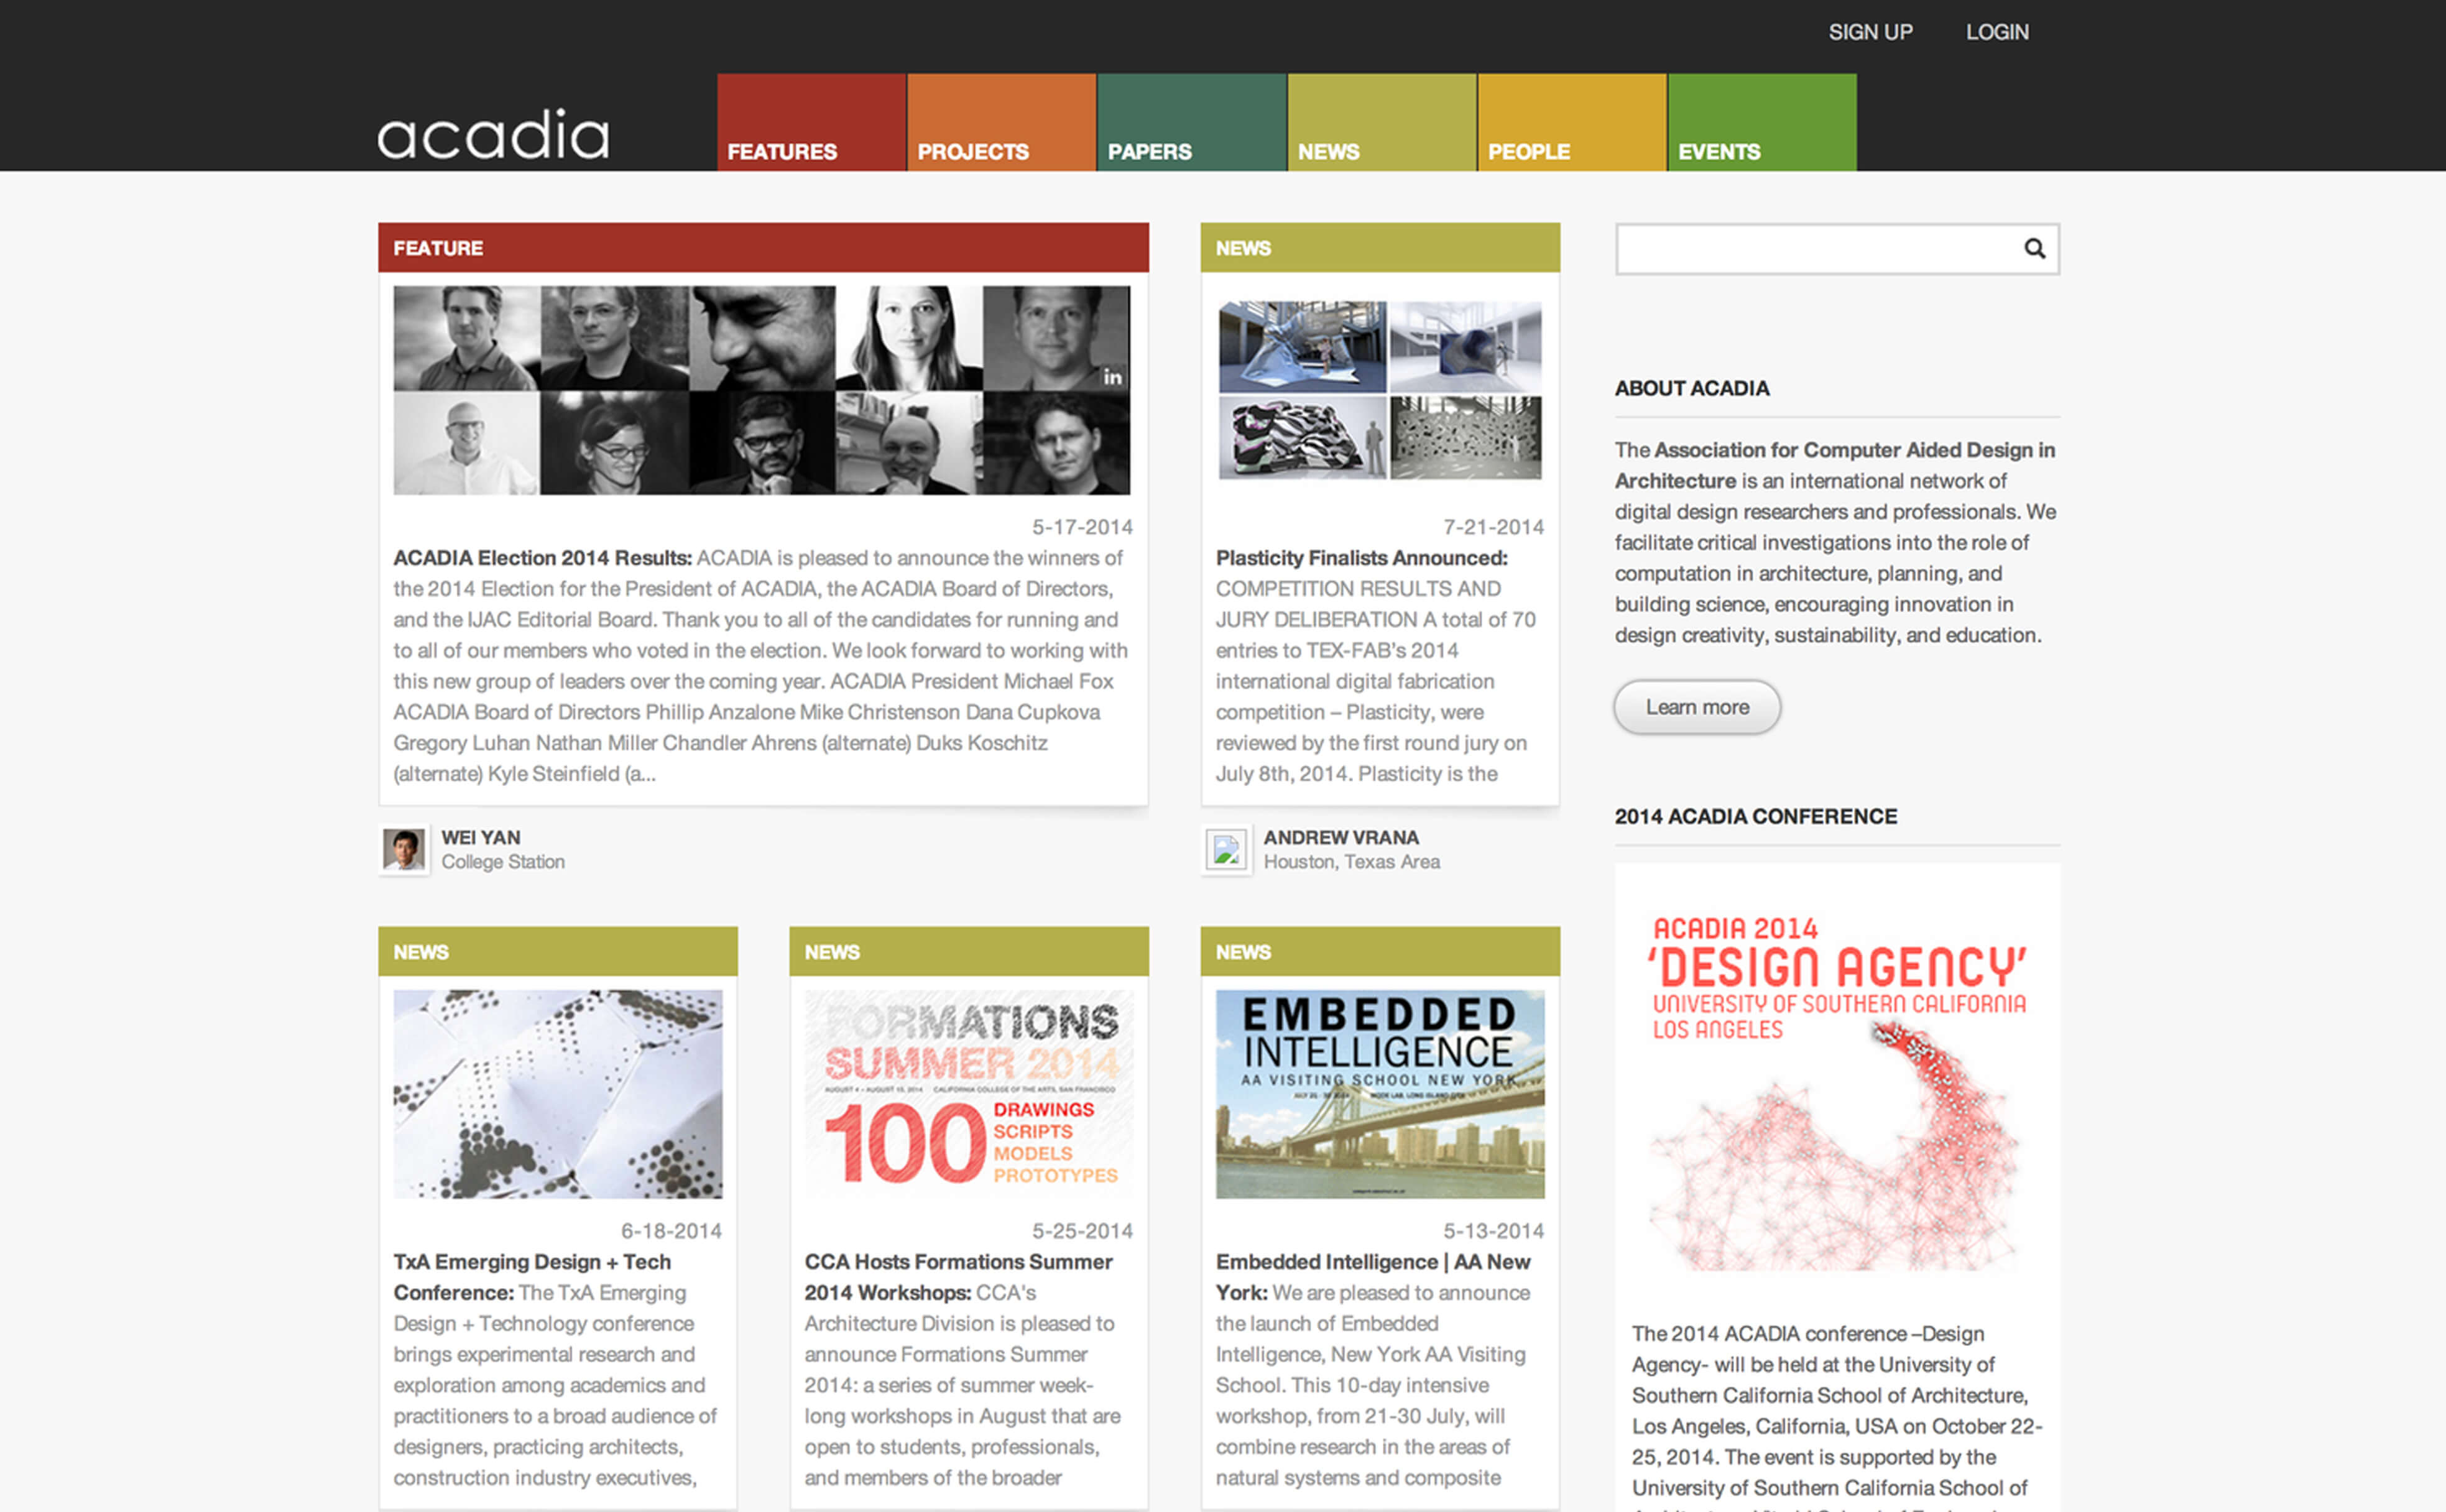 SIGN UP LOGIN
acadia
FEATURES PROJECTS PAPERS NEWS PEOPLE EVENTS
FEATURE
in
5-17-2014
ACADIA Election 2014 Results: ACADIA is pleased to announce the winners of
the 2014 Election for the President of ACADIA, the ACADIA Board of Directors,
and the IJAC Editorial Board. Thank you to all of the candidates for running and
to all of our members who voted in the election. We look forward to working with
this new group of leaders over the coming year. ACADIA President Michael Fox
ACADIA Board of Directors Phillip Anzalone Mike Christenson Dana Cupkova
Gregory Luhan Nathan Miller Chandler Ahrens (alternate) Duks Koschitz
(alternate) Kyle Steinfield (a...
WEI YAN
College Station
NEWS
7-21-2014
Plasticity Finalists Announced:
COMPETITION RESULTS AND
JURY DELIBERATION A total of 70
entries to TEX-FAB's 2014
international digital fabrication
competition – Plasticity, were
reviewed by the first round jury on
July 8th, 2014. Plasticity is the
ANDREW VRANA
Houston, Texas Area
NEWS
6-18-2014
TxA Emerging Design + Tech
Conference: The TxA Emerging
Design + Technology conference
brings experimental research and
exploration among academics and
practitioners to a broad audience of
designers, practicing architects,
construction industry executives,
NEWS
FORMATIONS
SUMMER 2014
AUGUST 4 – AUGUST 15, 2014 CALIFORNIA COLLEGE OF THE ARTS, SAN FRANCISCO
100
DRAWINGS
SCRIPTS
MODELS
PROTOTYPES
5-25-2014
CCA Hosts Formations Summer
2014 Workshops: CCA's
Architecture Division is pleased to
announce Formations Summer
2014: a series of summer week-
long workshops in August that are
open to students, professionals,
and members of the broader
NEWS
EMBEDDED
INTELLIGENCE
AA VISITING SCHOOL NEW YORK
5-13-2014
Embedded Intelligence | AA New
York: We are pleased to announce
the launch of Embedded
Intelligence, New York AA Visiting
School. This 10-day intensive
workshop, from 21-30 July, will
combine research in the areas of
natural systems and composite
ABOUT ACADIA
The Association for Computer Aided Design in
Architecture is an international network of
digital design researchers and professionals. We
facilitate critical investigations into the role of
computation in architecture, planning, and
building science, encouraging innovation in
design creativity, sustainability, and education.
Learn more
2014 ACADIA CONFERENCE
ACADIA 2014
'DESIGN AGENCY'
UNIVERSITY OF SOUTHERN CALIFORNIA
LOS ANGELES
The 2014 ACADIA conference –Design
Agency- will be held at the University of
Southern California School of Architecture,
Los Angeles, California, USA on October 22-
25, 2014. The event is supported by the
University of Southern California School of